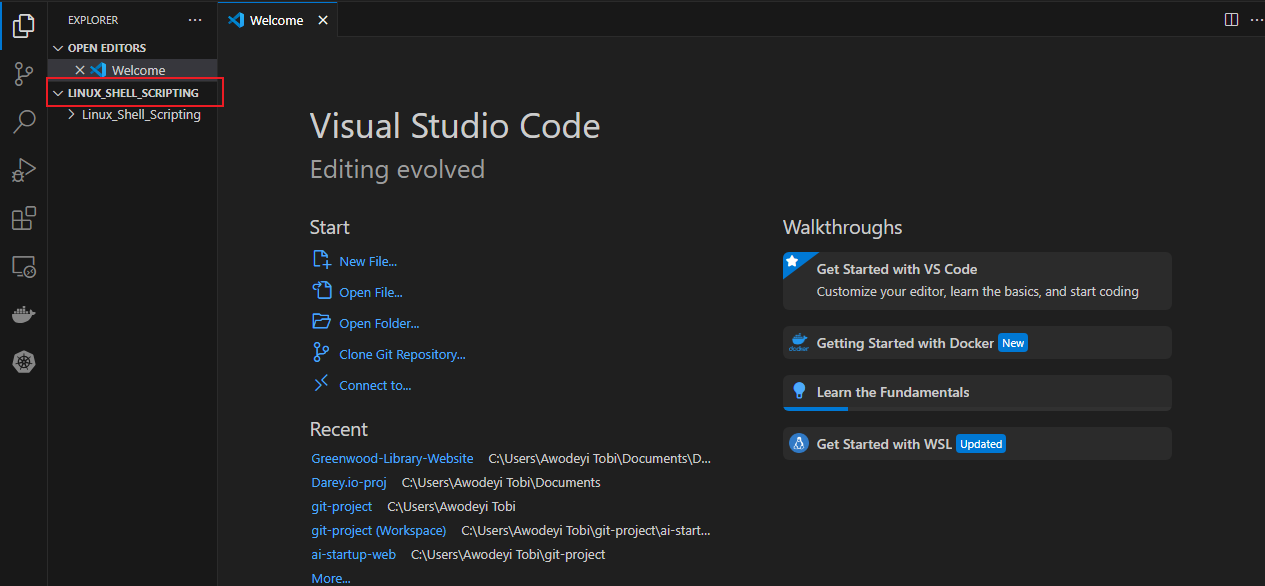 EXPLORER
OPEN EDITORS
Welcome
LINUX_SHELL_SCRIPTING
Linux_Shell_Scripting
Welcome
Visual Studio Code
Editing evolved
Start
New File...
Open File...
Open Folder...
Clone Git Repository...
Connect to...
Recent
Greenwood-Library-Website C:\Users\Awodeyi Tobi\Documents\D...
Darey.io-proj C:\Users\Awodeyi Tobi\Documents
git-project C:\Users\Awodeyi Tobi
git-project (Workspace) C:\Users\Awodeyi Tobi\git-project\ai-start...
ai-startup-web C:\Users\Awodeyi Tobi\git-project
More...
Walkthroughs
Get Started with VS Code
Customize your editor, learn the basics, and start coding
docker
Getting Started with Docker New
Learn the Fundamentals
Get Started with WSL Updated